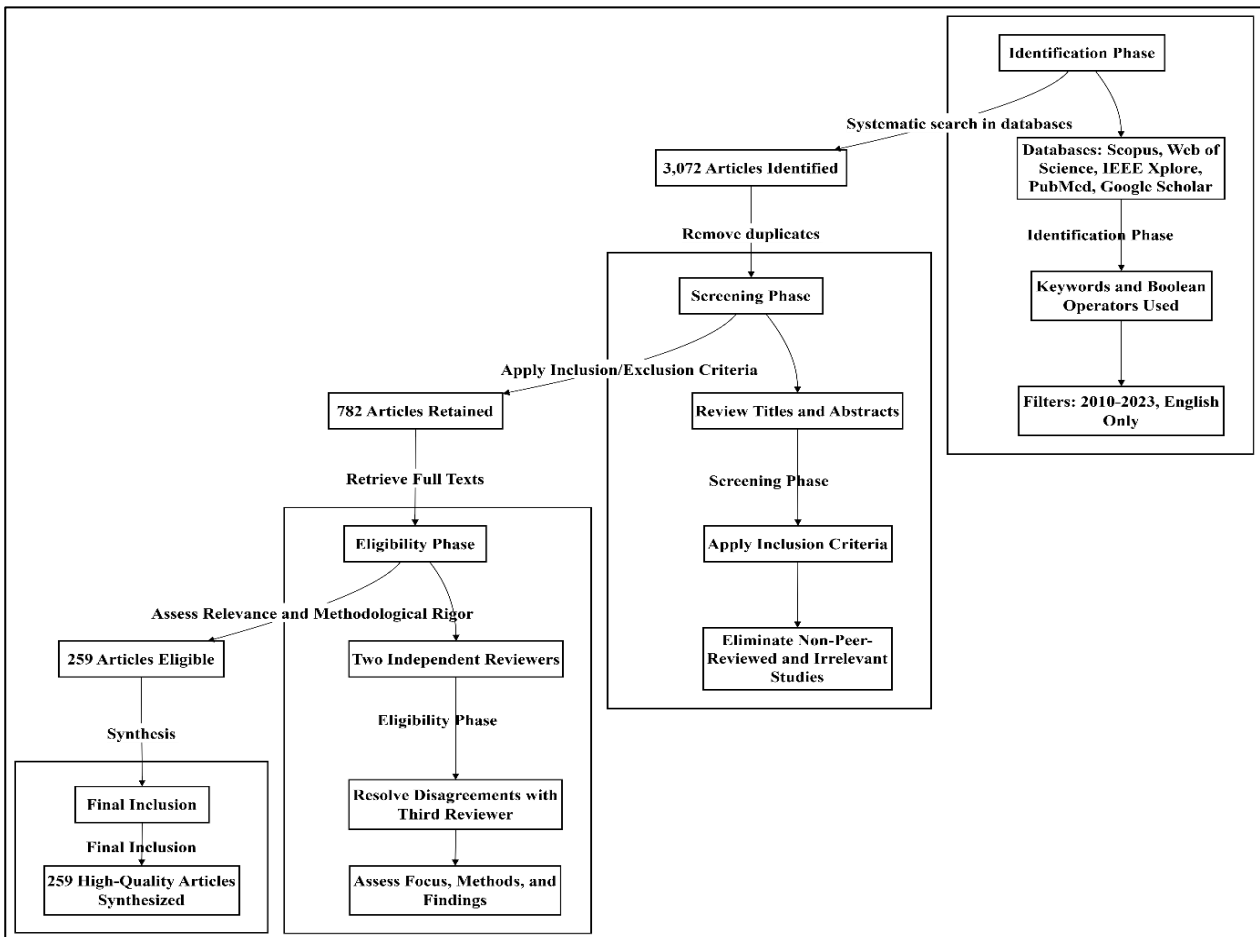 Identification Phase
Systematic search in databases
Databases: Scopus, Web of
Science, IEEE Xplore,
PubMed, Google Scholar
3,072 Articles Identified
Remove duplicates
Identification Phase
Keywords and Boolean
Operators Used
Screening Phase
Apply Inclusion/Exclusion Criteria
Filters: 2010-2023, English
Only
782 Articles Retained
Review Titles and Abstracts
Retrieve Full Texts
Screening Phase
Eligibility Phase
Apply Inclusion Criteria
Assess Relevance and Methodological Rigor
259 Articles Eligible
Two Independent Reviewers
Eliminate Non-Peer-
Reviewed and Irrelevant
Studies
Synthesis
Eligibility Phase
Final Inclusion
Resolve Disagreements with
Third Reviewer
Final Inclusion
259 High-Quality Articles
Synthesized
Assess Focus, Methods, and
Findings